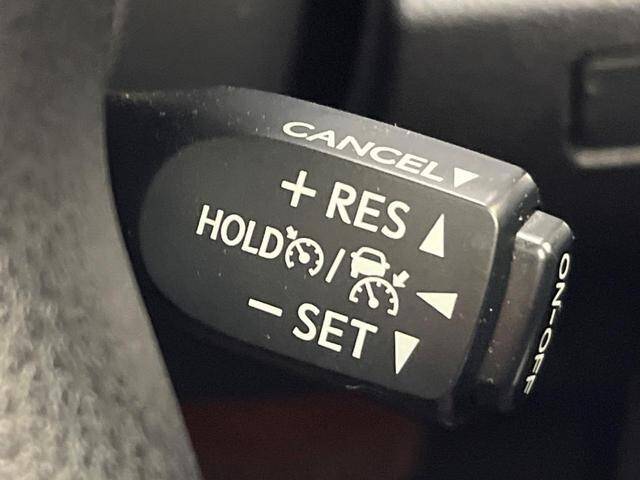 CANCEL▼
+ RES ▲
HOLD / ◀
− SET ▼
ON-OFF